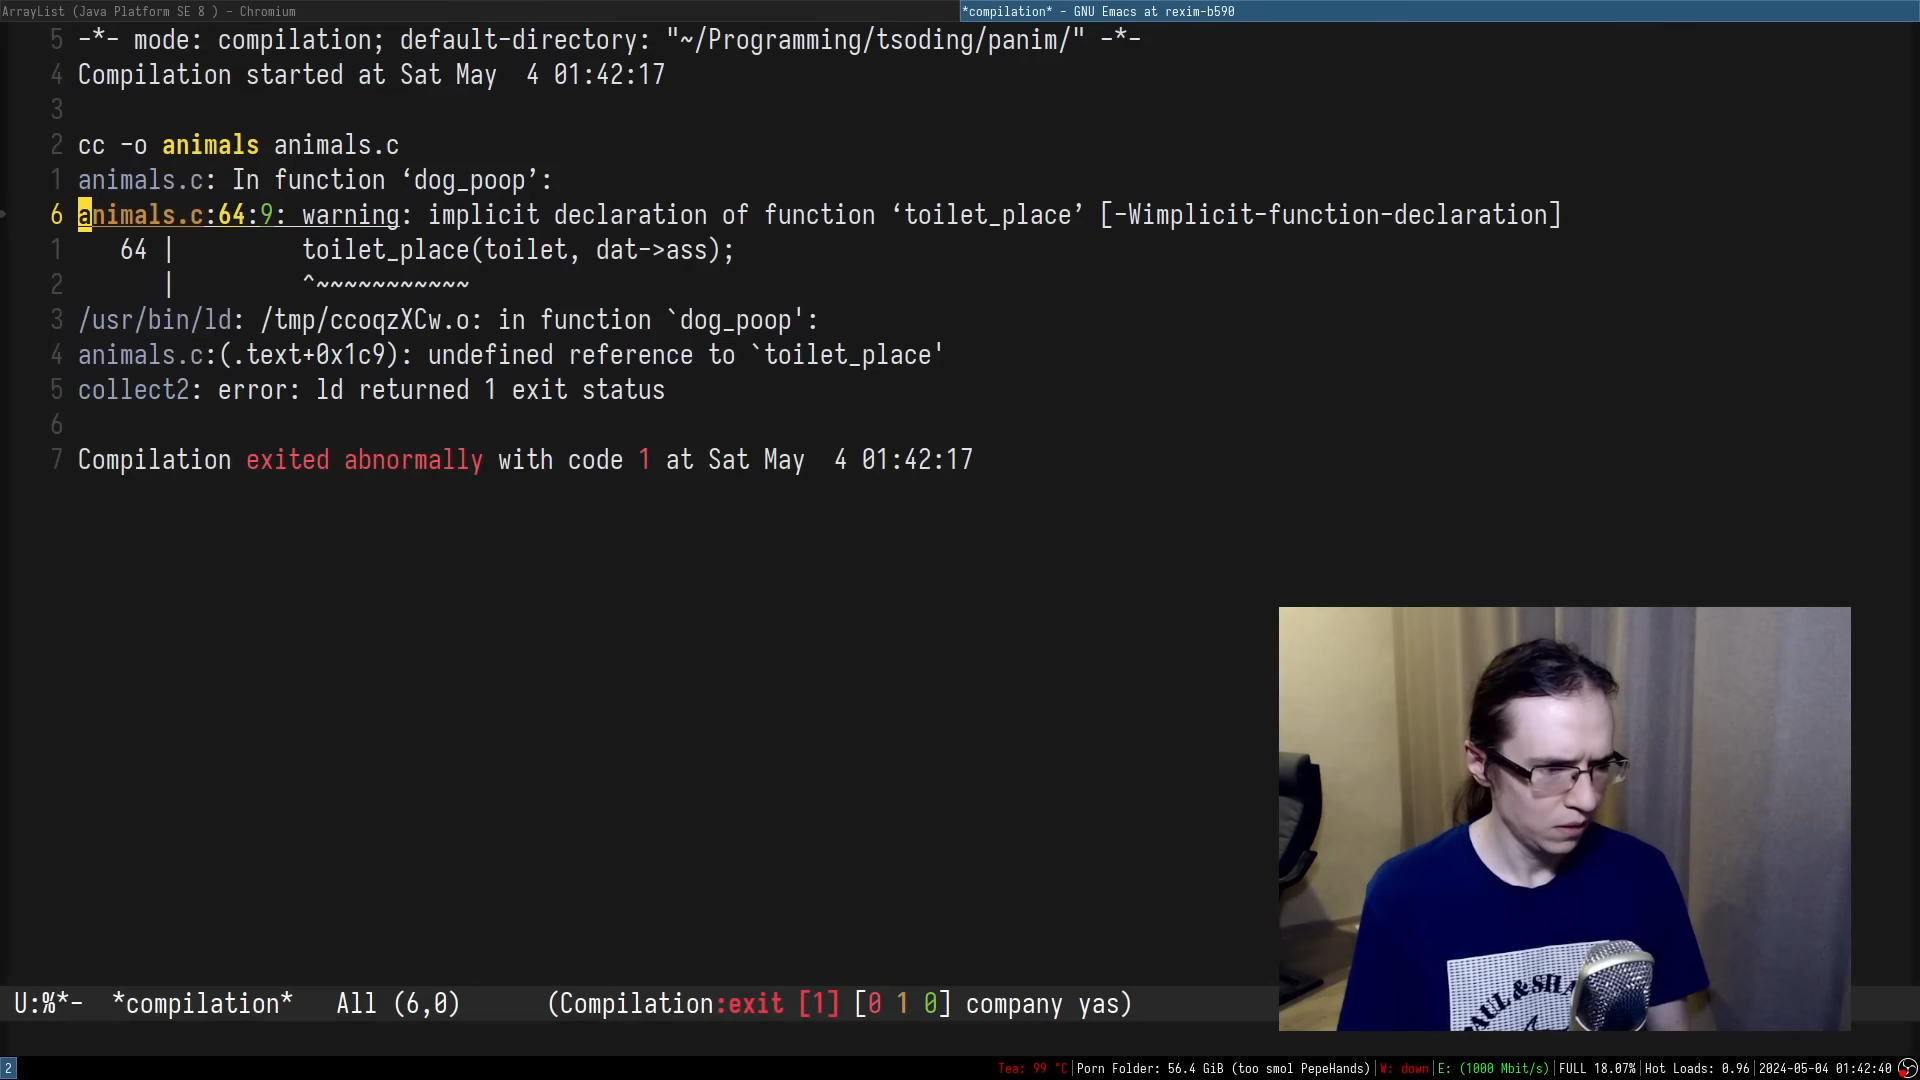 ArrayList (Java Platform SE 8 ) - Chromium
*compilation* - GNU Emacs at rexim-b590
5 -*- mode: compilation; default-directory: "~/Programming/tsoding/panim/" -*-
4 Compilation started at Sat May  4 01:42:17
3
2 cc -o animals animals.c
1 animals.c: In function ‘dog_poop’:
6 animals.c:64:9: warning: implicit declaration of function ‘toilet_place’ [-Wimplicit-function-declaration]
1    64 |         toilet_place(toilet, dat->ass);
2       |         ^~~~~~~~~~~~
3 /usr/bin/ld: /tmp/ccoqzXCw.o: in function `dog_poop':
4 animals.c:(.text+0x1c9): undefined reference to `toilet_place'
5 collect2: error: ld returned 1 exit status
6
7 Compilation exited abnormally with code 1 at Sat May  4 01:42:17
PAUL & SHA
U:%*-  *compilation*   All (6,0)      (Compilation:exit [1] [0 1 0] company yas)
2
Tea: 99 °C|Porn Folder: 56.4 GiB (too smol PepeHands)|W: down|E: (1000 Mbit/s)|FULL 18.07%|Hot Loads: 0.96|2024-05-04 01:42:40